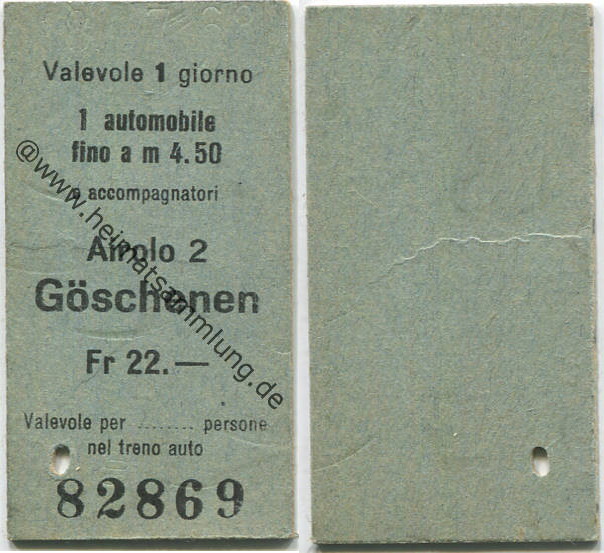 Valevole 1 giorno
1 automobile
fino a m 4.50
e accompagnatori
Airolo 2
Göschenen
Fr 22.—
Valevole per ........ persone
nel treno auto
82869
@www.heimatsammlung.de